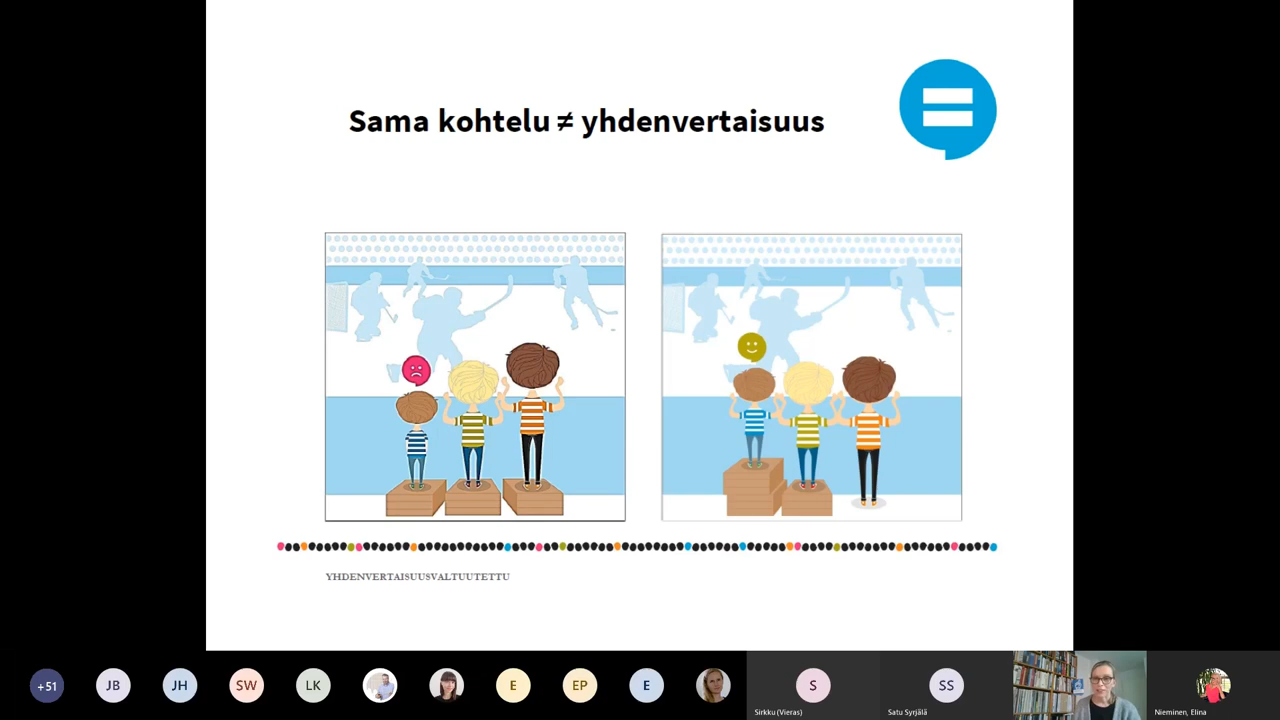 Sama kohtelu ≠ yhdenvertaisuus
YHDENVERTAISUUSVALTUUTETTU
+51
JB
JH
SW
LK
E
EP
E
S
SS
Sirkku (Vieras)
Satu Syrjälä
Nieminen, Elina